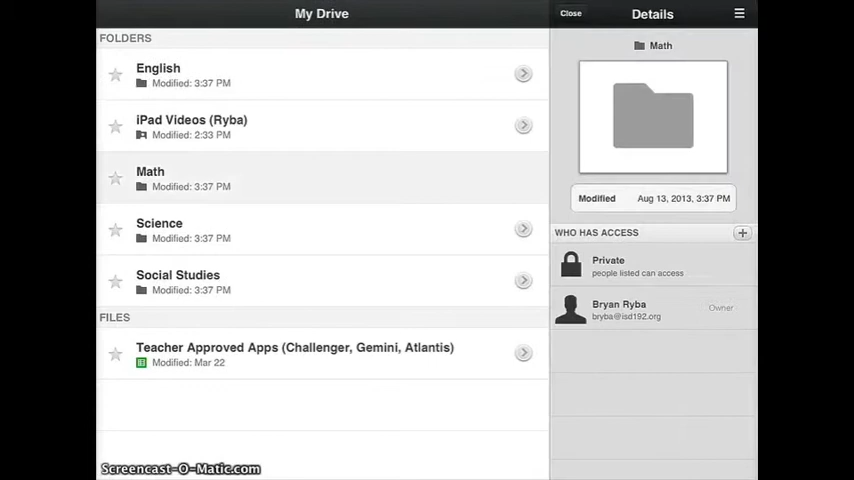 My Drive
FOLDERS
English
Modified: 3:37 PM
iPad Videos (Ryba)
Modified: 2:33 PM
Math
Modified: 3:37 PM
Science
Modified: 3:37 PM
Social Studies
Modified: 3:37 PM
FILES
Teacher Approved Apps (Challenger, Gemini, Atlantis)
Modified: Mar 22
Close
Details
Math
Modified Aug 13, 2013, 3:37 PM
WHO HAS ACCESS
Private
people listed can access
Bryan Ryba
bryba@isd192.org
Owner
Screencast-O-Matic.com